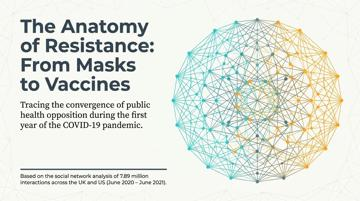 The Anatomy
of Resistance:
From Masks
to Vaccines
Tracing the convergence of public
health opposition during the first
year of the COVID-19 pandemic.
Based on the social network analysis of 7.89 million
interactions across the UK and US (June 2020 – June 2021).